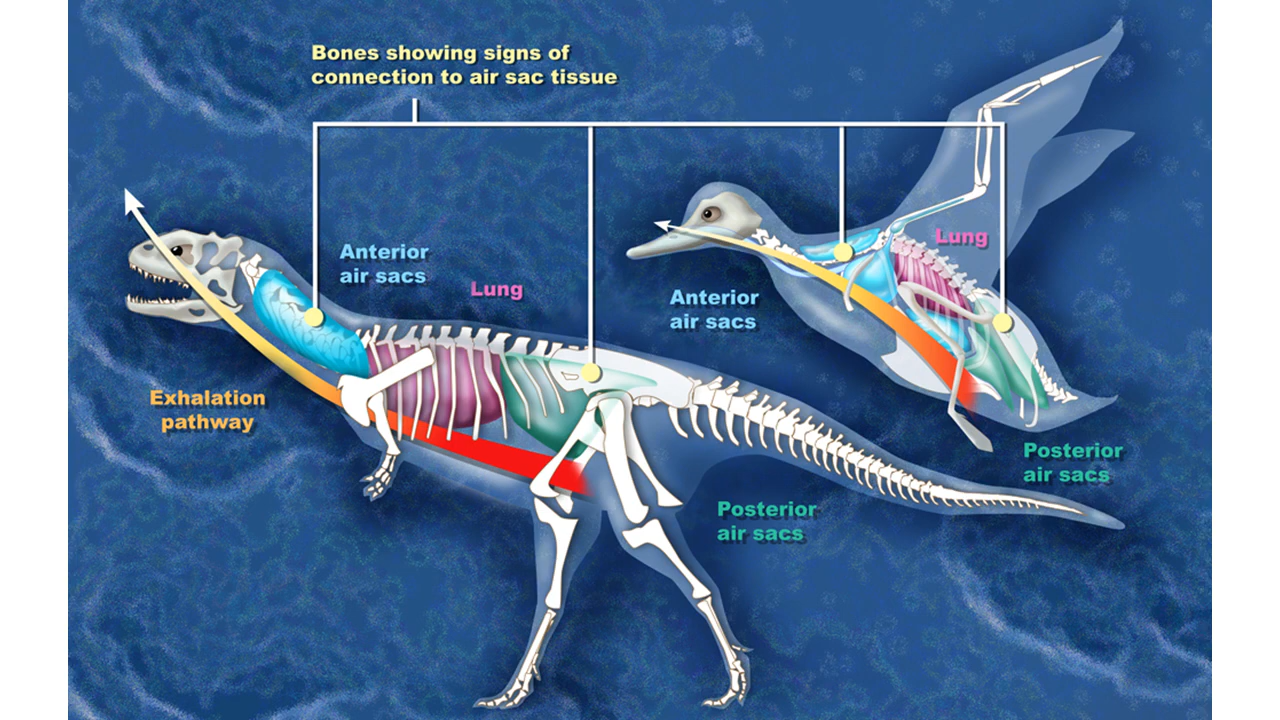 Bones showing signs of
connection to air sac tissue
Anterior
air sacs
Lung
Exhalation
pathway
Posterior
air sacs
Lung
Anterior
air sacs
Posterior
air sacs